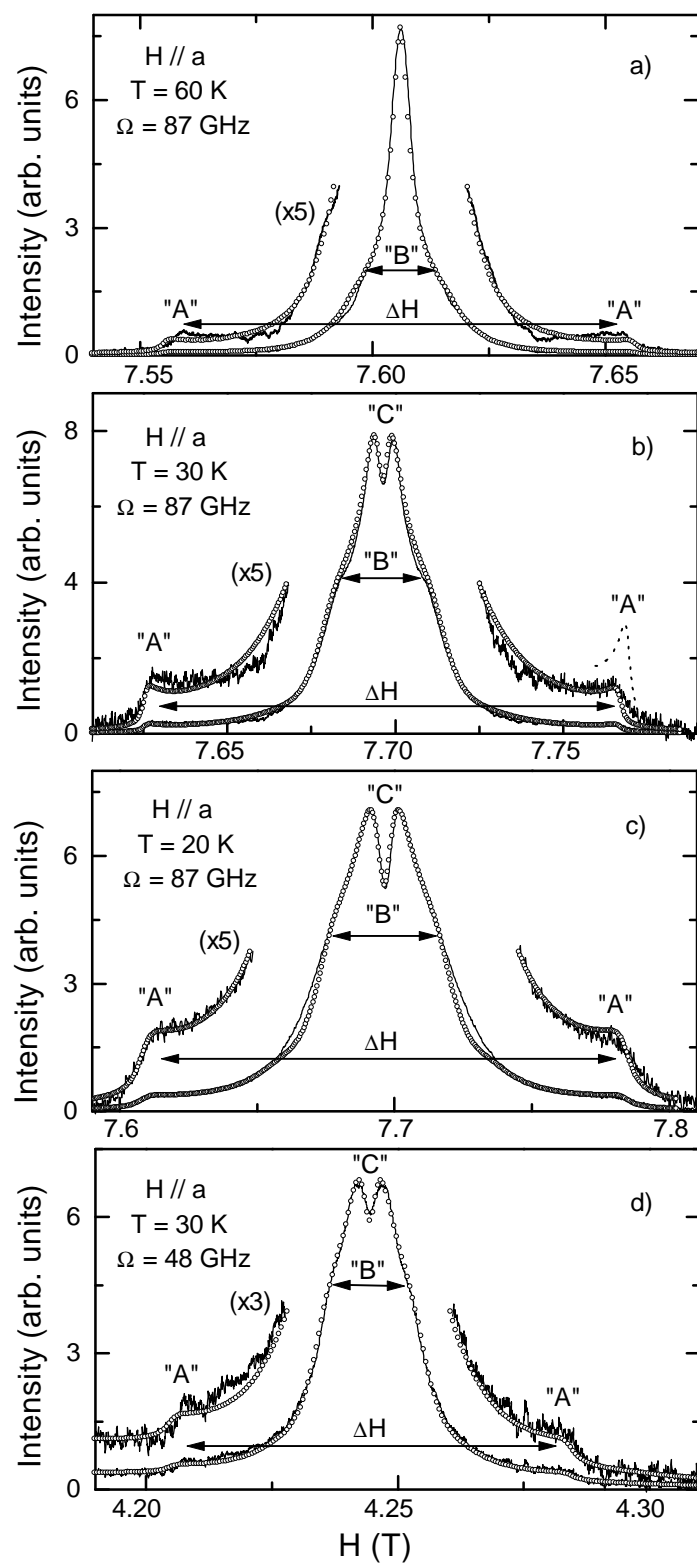 Intensity (arb. units)
7
6
3
0
H // a
T = 60 K
Ω = 87 GHz
a)
(x5)
"B"
"A"
"A"
ΔH
7.55
7.60
7.65
Intensity (arb. units)
8
4
0
"C"
H // a
T = 30 K
Ω = 87 GHz
b)
"B"
(x5)
"A"
"A"
ΔH
7.65
7.70
7.75
Intensity (arb. units)
6
3
0
"C"
H // a
T = 20 K
Ω = 87 GHz
c)
"B"
(x5)
"A"
"A"
ΔH
7.6
7.7
7.8
Intensity (arb. units)
6
3
0
"C"
H // a
T = 30 K
Ω = 48 GHz
d)
"B"
(x3)
"A"
"A"
ΔH
4.20
4.25
4.30
H (T)